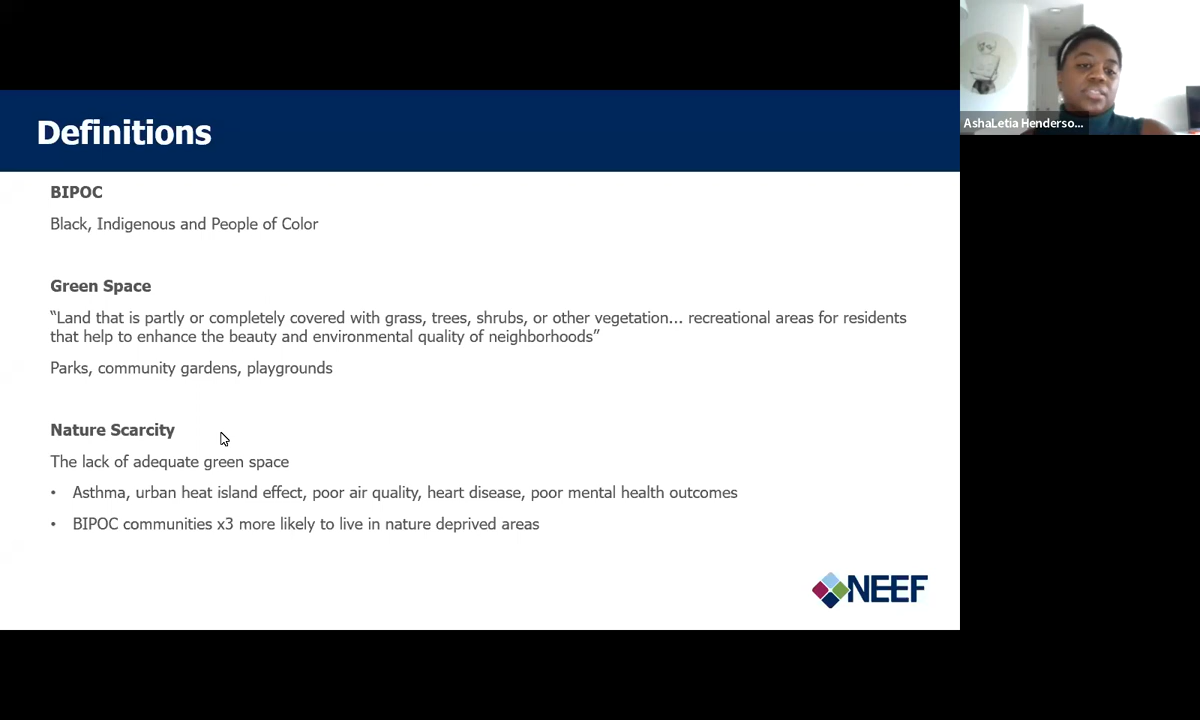 Definitions
BIPOC
Black, Indigenous and People of Color
Green Space
“Land that is partly or completely covered with grass, trees, shrubs, or other vegetation... recreational areas for residents
that help to enhance the beauty and environmental quality of neighborhoods”
Parks, community gardens, playgrounds
Nature Scarcity
The lack of adequate green space
• Asthma, urban heat island effect, poor air quality, heart disease, poor mental health outcomes
• BIPOC communities x3 more likely to live in nature deprived areas
NEEF
AshaLetia Henderso...